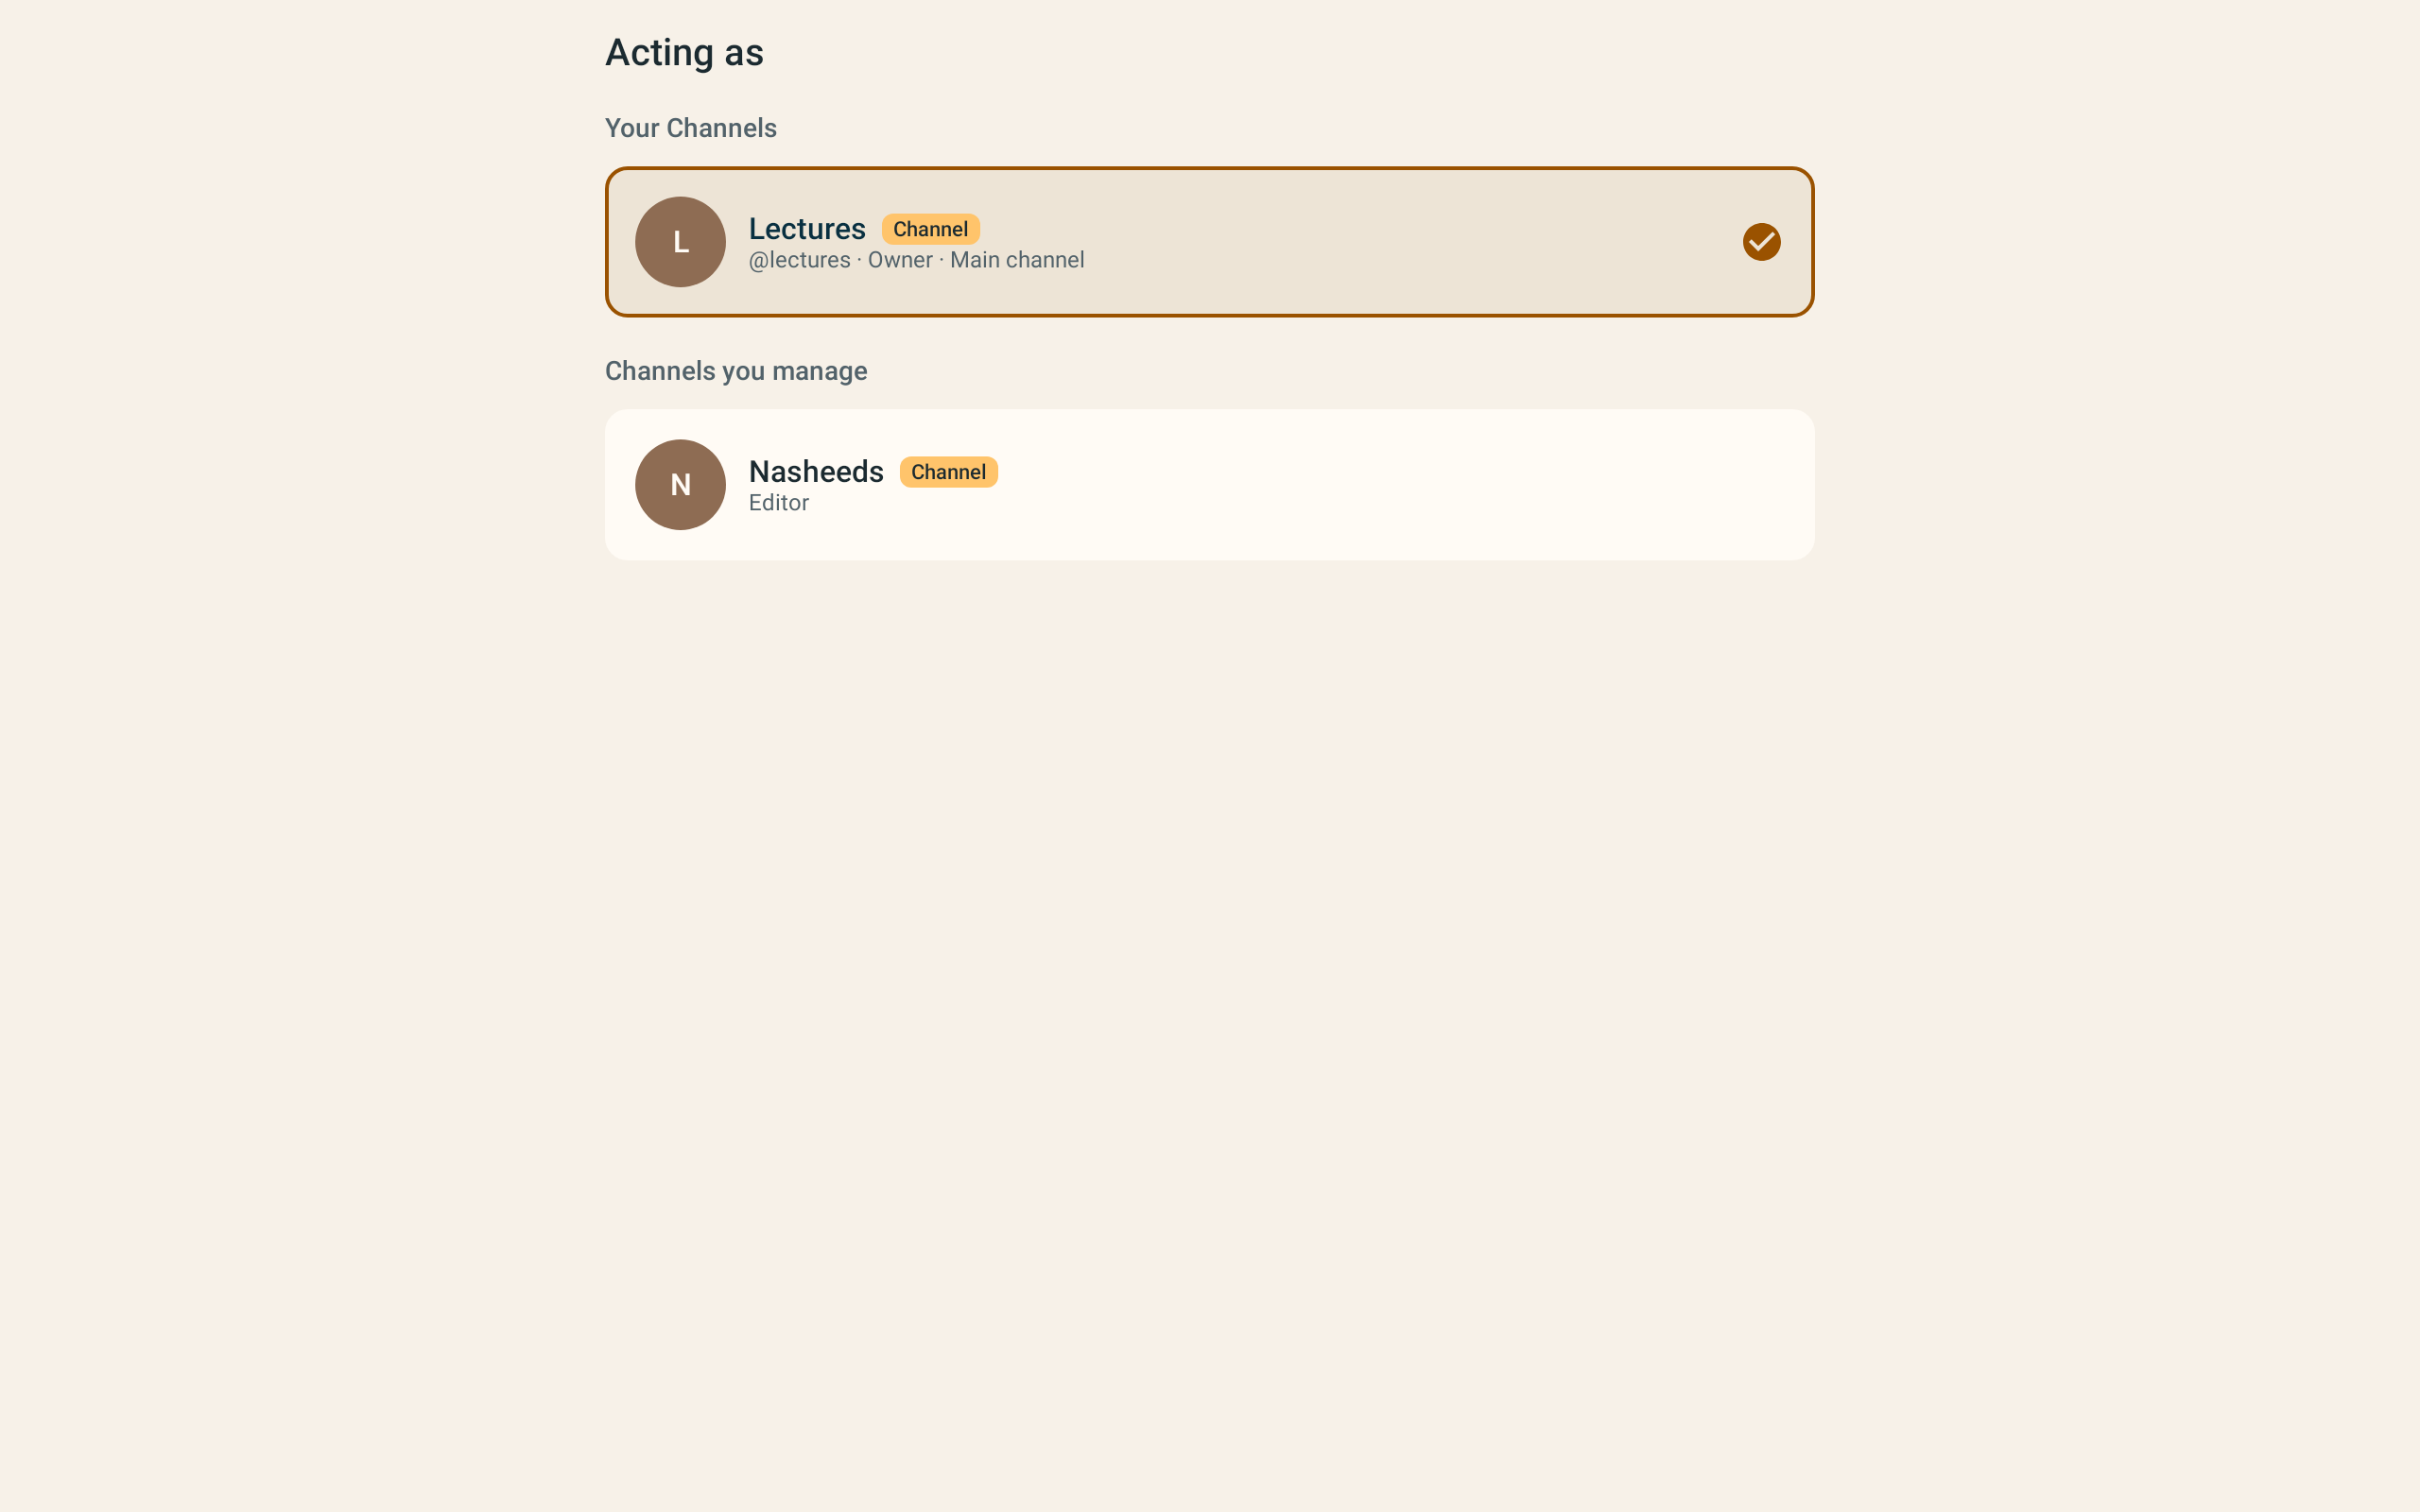 Acting as
Your Channels
L
Lectures Channel
@lectures · Owner · Main channel
Channels you manage
N
Nasheeds Channel
Editor